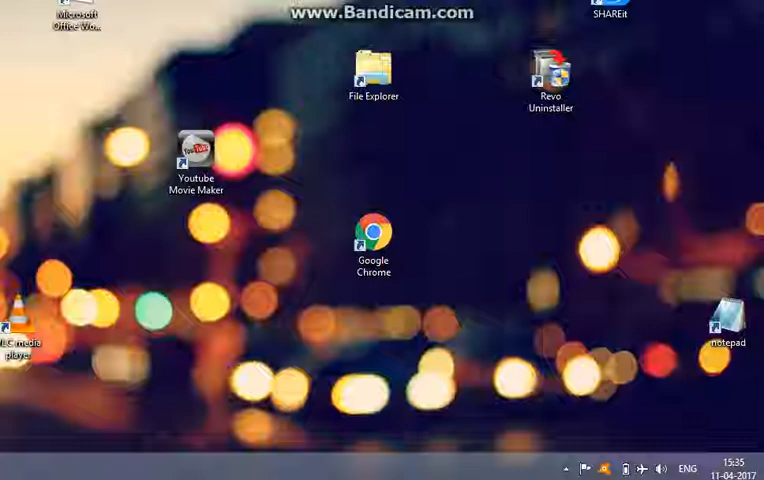 www.Bandicam.com
Microsoft
Office Wo...
SHAREit
File Explorer
Revo
Uninstaller
YouTube
Youtube
Movie Maker
Google
Chrome
VLC media
player
notepad
ENG
15:35
11-04-2017